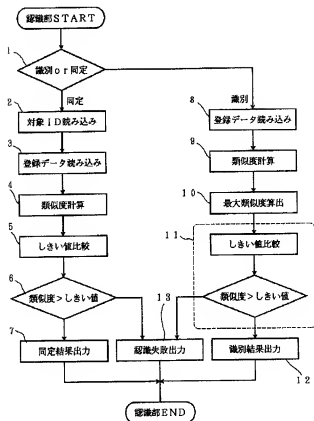 認識部START
1
識別or同定
同定
識別
2
対象ID読み込み
8
登録データ読み込み
3
登録データ読み込み
9
類似度計算
4
類似度計算
10
最大類似度算出
5
しきい値比較
11
しきい値比較
6
類似度>しきい値
類似度>しきい値
13
7
同定結果出力
認識失敗出力
識別結果出力
12
認識部END